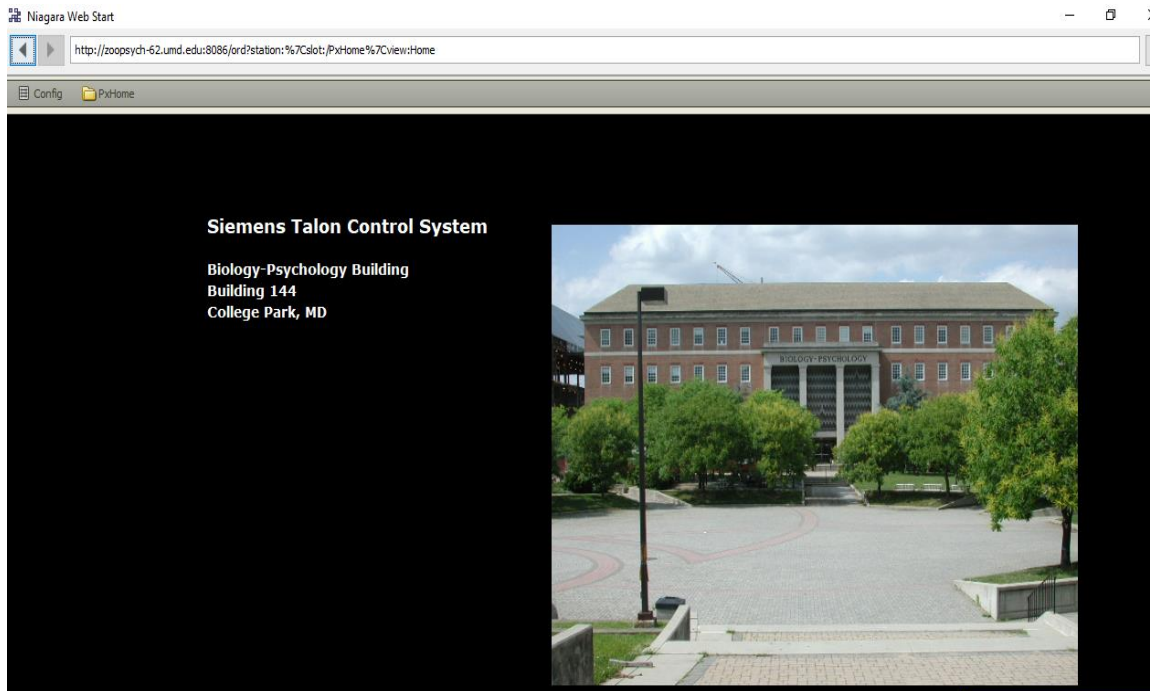 Niagara Web Start
http://zoopsych-62.umd.edu:8086/ord?station:%7Cslot:/PxHome%7Cview:Home
Config PxHome
Siemens Talon Control System
Biology-Psychology Building
Building 144
College Park, MD
BIOLOGY-PSYCHOLOGY